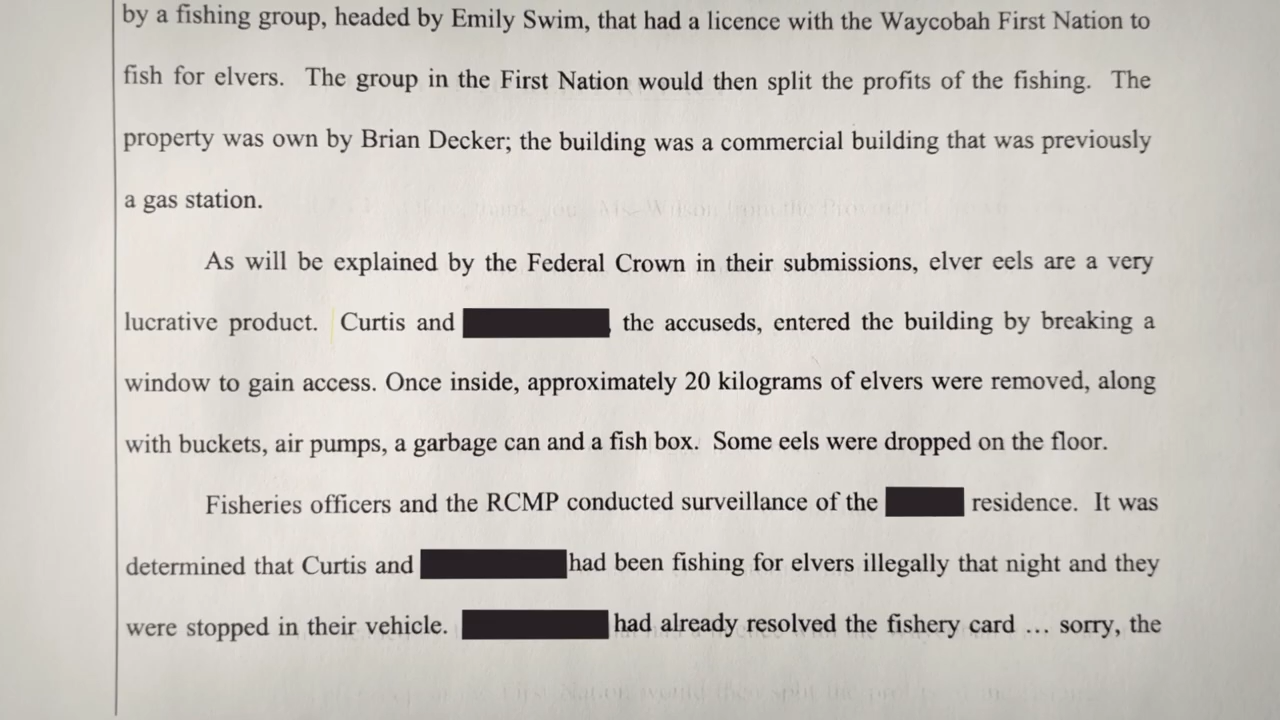 by a fishing group, headed by Emily Swim, that had a licence with the Waycobah First Nation to
fish for elvers. The group in the First Nation would then split the profits of the fishing. The
property was own by Brian Decker; the building was a commercial building that was previously
a gas station.
As will be explained by the Federal Crown in their submissions, elver eels are a very
lucrative product. Curtis and the accuseds, entered the building by breaking a
window to gain access. Once inside, approximately 20 kilograms of elvers were removed, along
with buckets, air pumps, a garbage can and a fish box. Some eels were dropped on the floor.
Fisheries officers and the RCMP conducted surveillance of the residence. It was
determined that Curtis and had been fishing for elvers illegally that night and they
were stopped in their vehicle. had already resolved the fishery card ... sorry, the